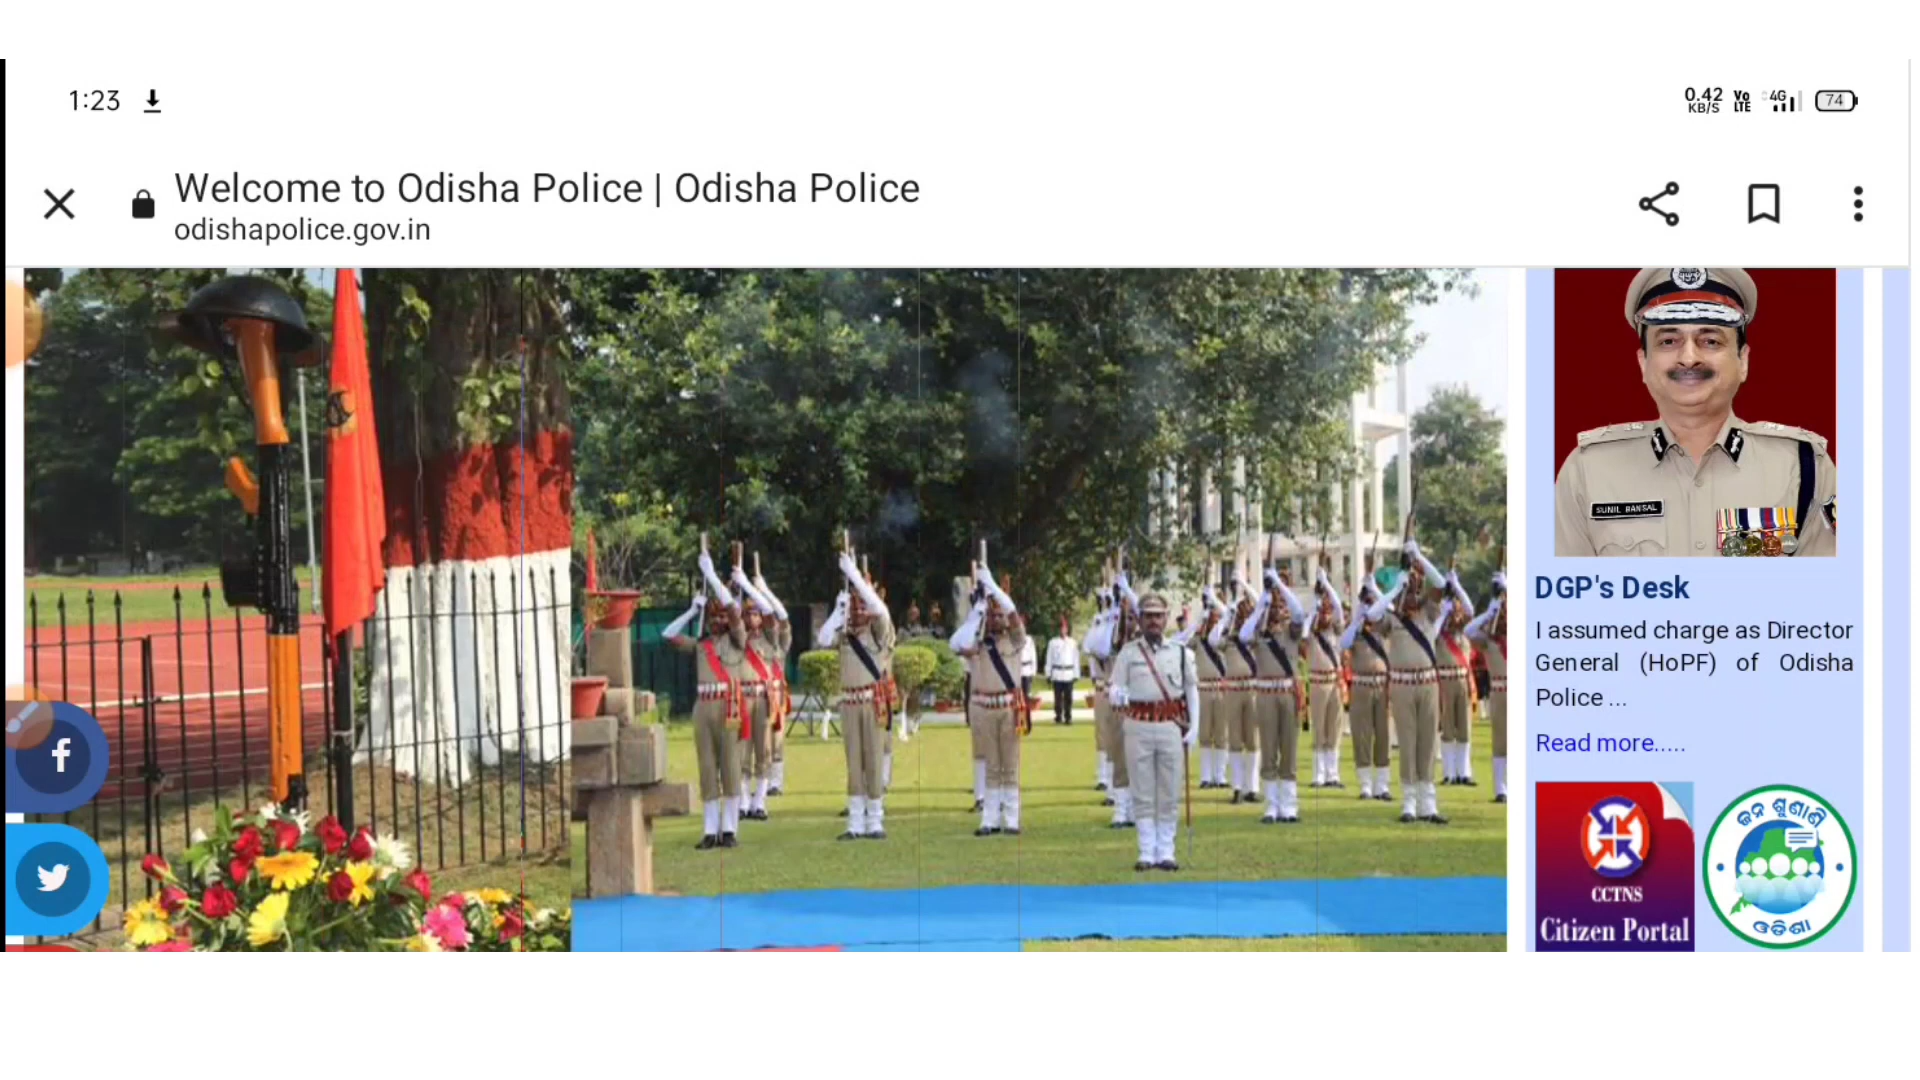 1:23
0.42
KB/S
Vo
LTE
4G
74
Welcome to Odisha Police | Odisha Police
odishapolice.gov.in
SUNIL BANSAL
DGP's Desk
I assumed charge as Director
General (HoPF) of Odisha
Police ...
Read more.....
CCTNS
Citizen Portal
ଜନ ଶୁଣାଣି
ଓଡିଶା